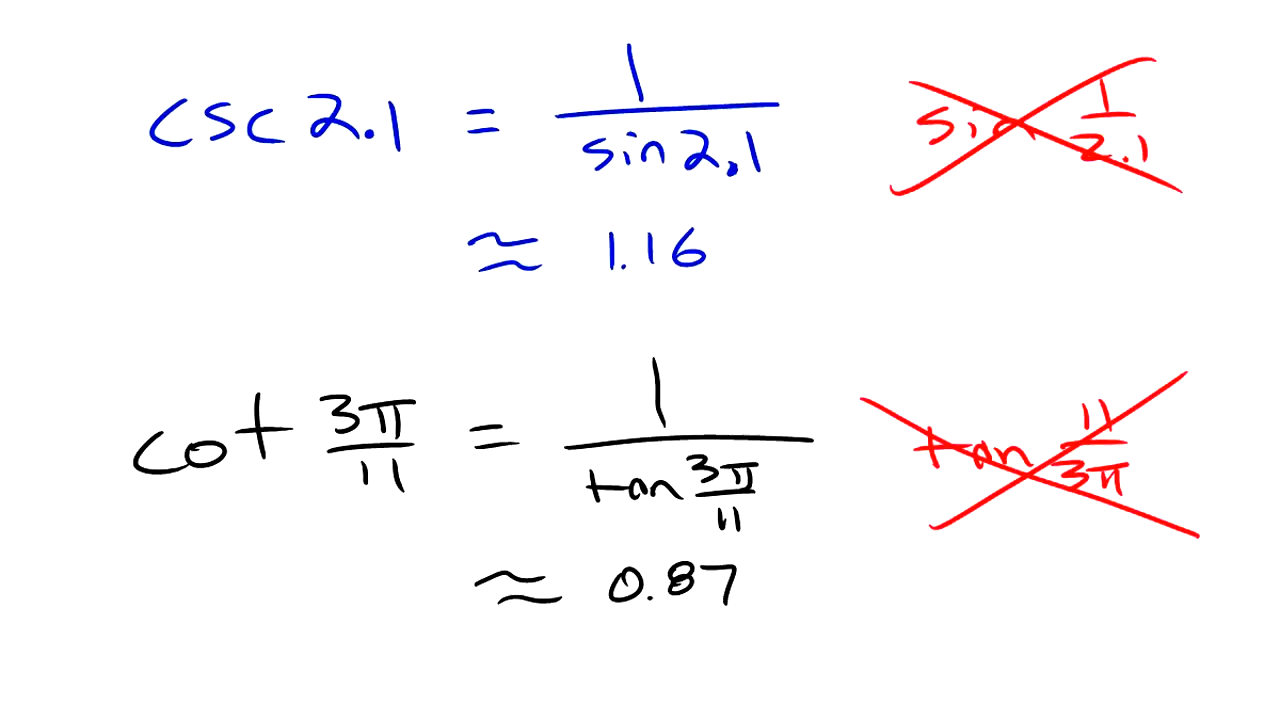 csc 2.1 = 1/sin 2.1 sin 1/2.1
≈ 1.16
cot 3π/11 = 1/tan 3π/11 tan 11/3π
≈ 0.87